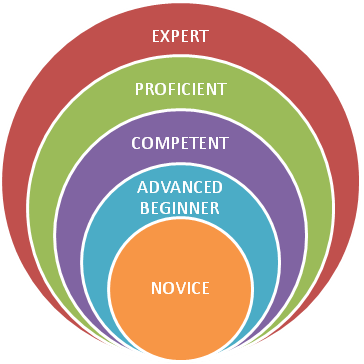 EXPERT
PROFICIENT
COMPETENT
ADVANCED
BEGINNER
NOVICE